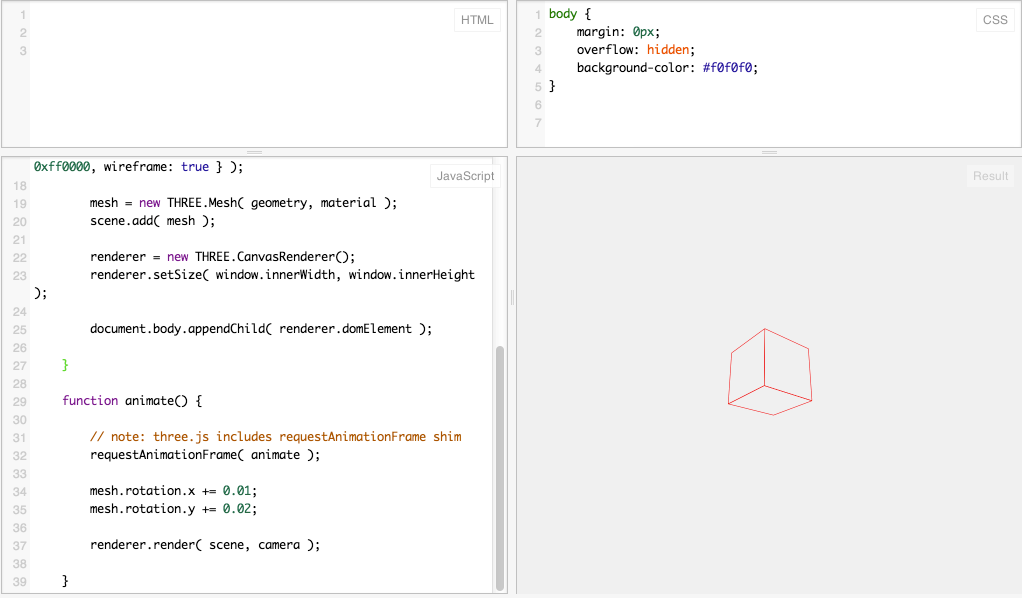 1
HTML
2
3
1 body {
CSS
2 margin: 0px;
3 overflow: hidden;
4 background-color: #f0f0f0;
5 }
6
7
0xff0000, wireframe: true } );
JavaScript
18
19 mesh = new THREE.Mesh( geometry, material );
20 scene.add( mesh );
21
22 renderer = new THREE.CanvasRenderer();
23 renderer.setSize( window.innerWidth, window.innerHeight
);
24
25 document.body.appendChild( renderer.domElement );
26
27 }
28
29 function animate() {
30
31 // note: three.js includes requestAnimationFrame shim
32 requestAnimationFrame( animate );
33
34 mesh.rotation.x += 0.01;
35 mesh.rotation.y += 0.02;
36
37 renderer.render( scene, camera );
38
39 }
Result